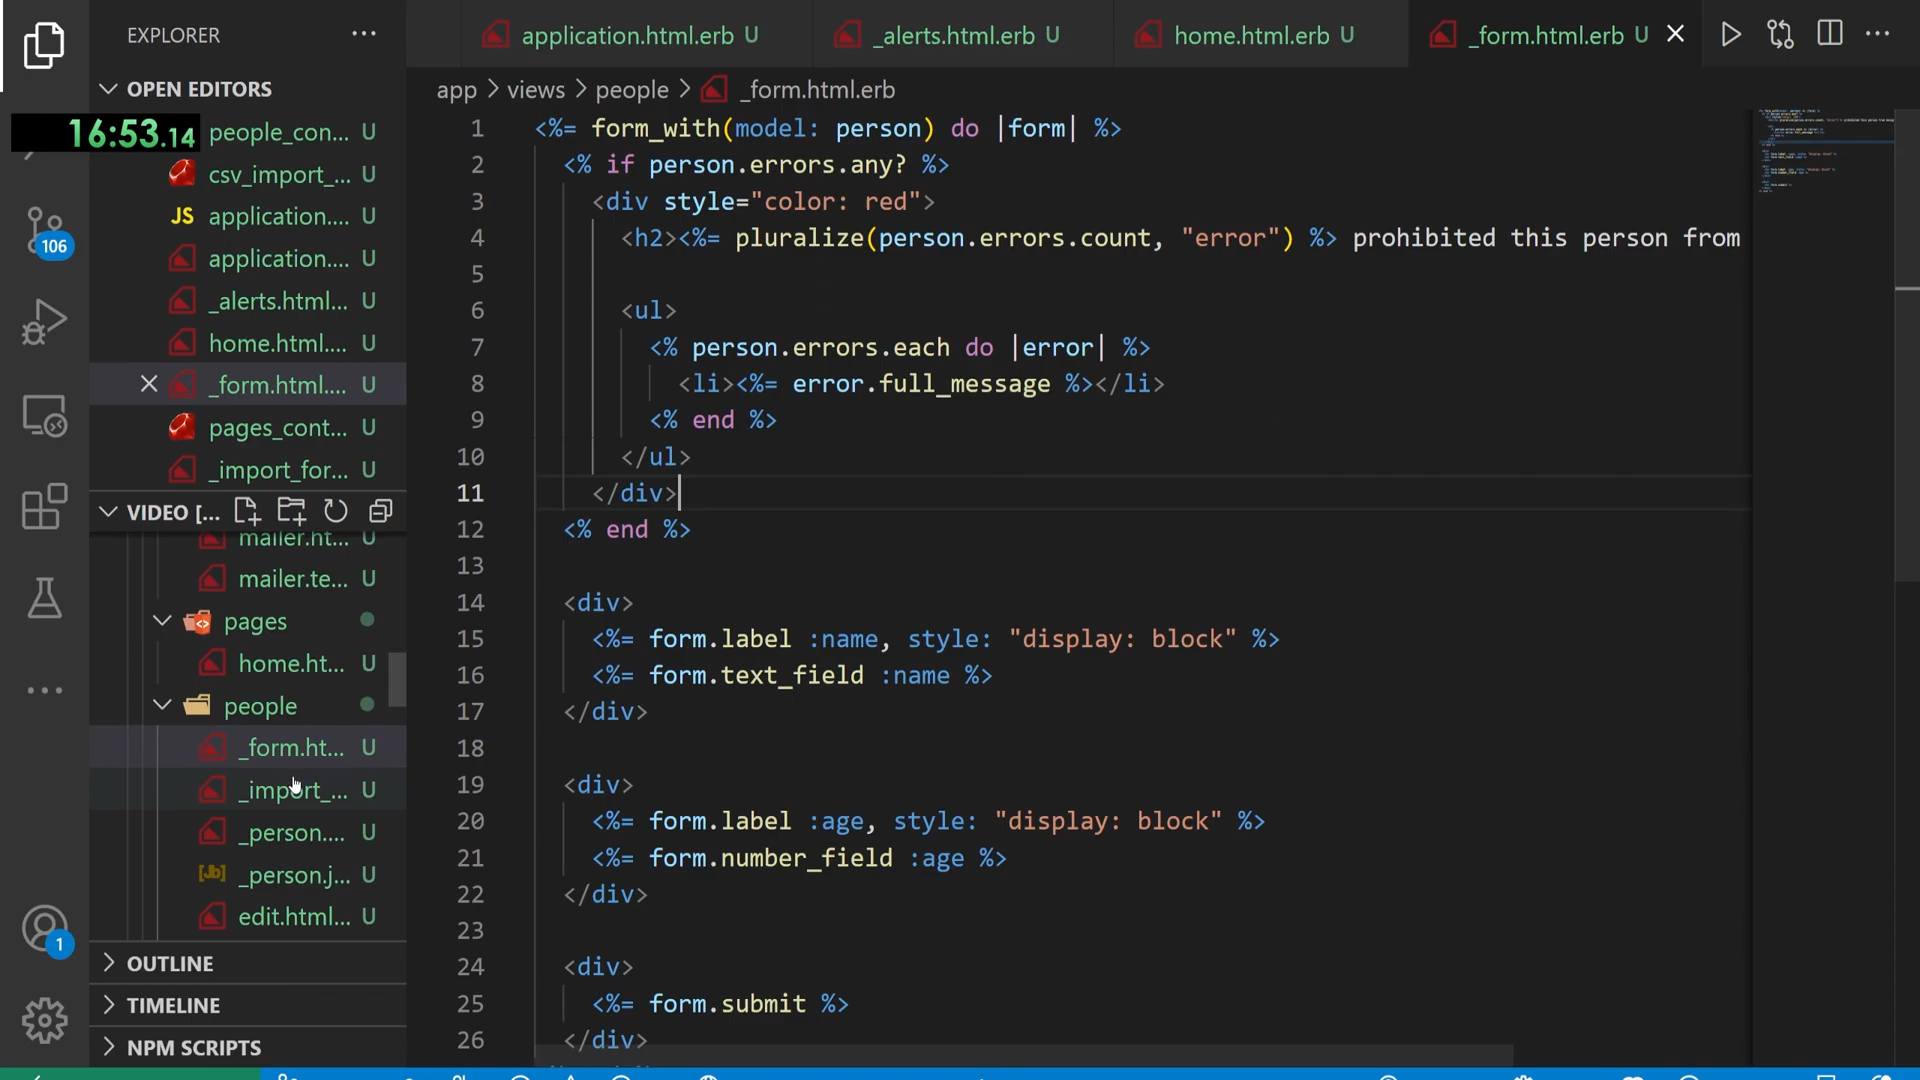 EXPLORER
OPEN EDITORS
16:53.14
people_con... U
csv_import_... U
JS application.... U
application.... U
_alerts.html... U
home.html.... U
_form.html.... U
pages_cont... U
_import_for... U
VIDEO [...
mailer.ht... U
mailer.te... U
pages
home.ht... U
people
_form.ht... U
_import_... U
_person.... U
[Jb] _person.j... U
edit.html... U
OUTLINE
TIMELINE
NPM SCRIPTS
106
1
application.html.erb U
_alerts.html.erb U
home.html.erb U
_form.html.erb U
app > views > people > _form.html.erb
1 <%= form_with(model: person) do |form| %>
2 <% if person.errors.any? %>
3 <div style="color: red">
4 <h2><%= pluralize(person.errors.count, "error") %> prohibited this person from
5
6 <ul>
7 <% person.errors.each do |error| %>
8 <li><%= error.full_message %></li>
9 <% end %>
10 </ul>
11 </div>
12 <% end %>
13
14 <div>
15 <%= form.label :name, style: "display: block" %>
16 <%= form.text_field :name %>
17 </div>
18
19 <div>
20 <%= form.label :age, style: "display: block" %>
21 <%= form.number_field :age %>
22 </div>
23
24 <div>
25 <%= form.submit %>
26 </div>